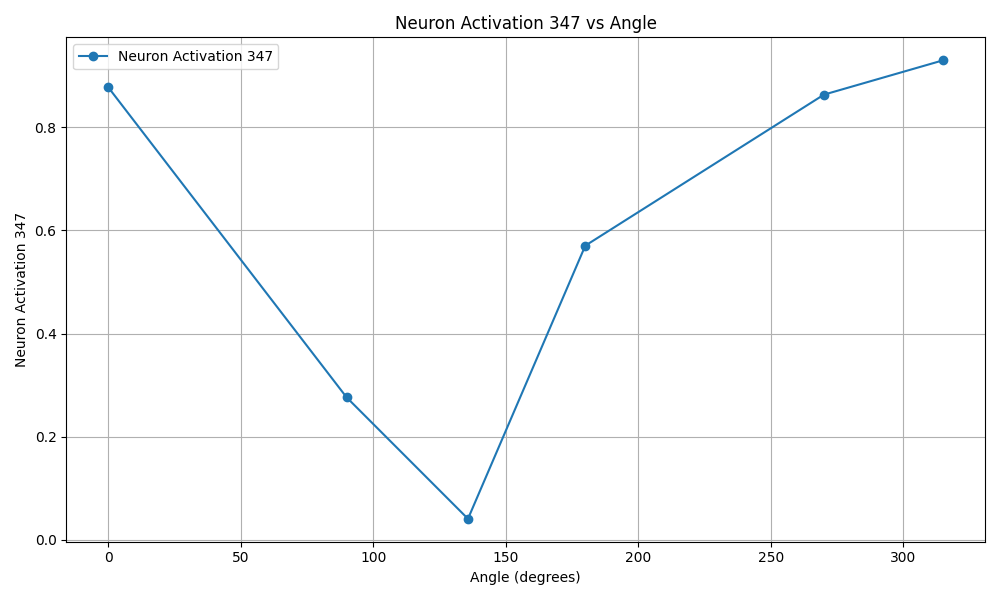 Neuron Activation 347 vs Angle
Neuron Activation 347
Neuron Activation 347
0.8
0.6
0.4
0.2
0.0
0 50 100 150 200 250 300
Angle (degrees)